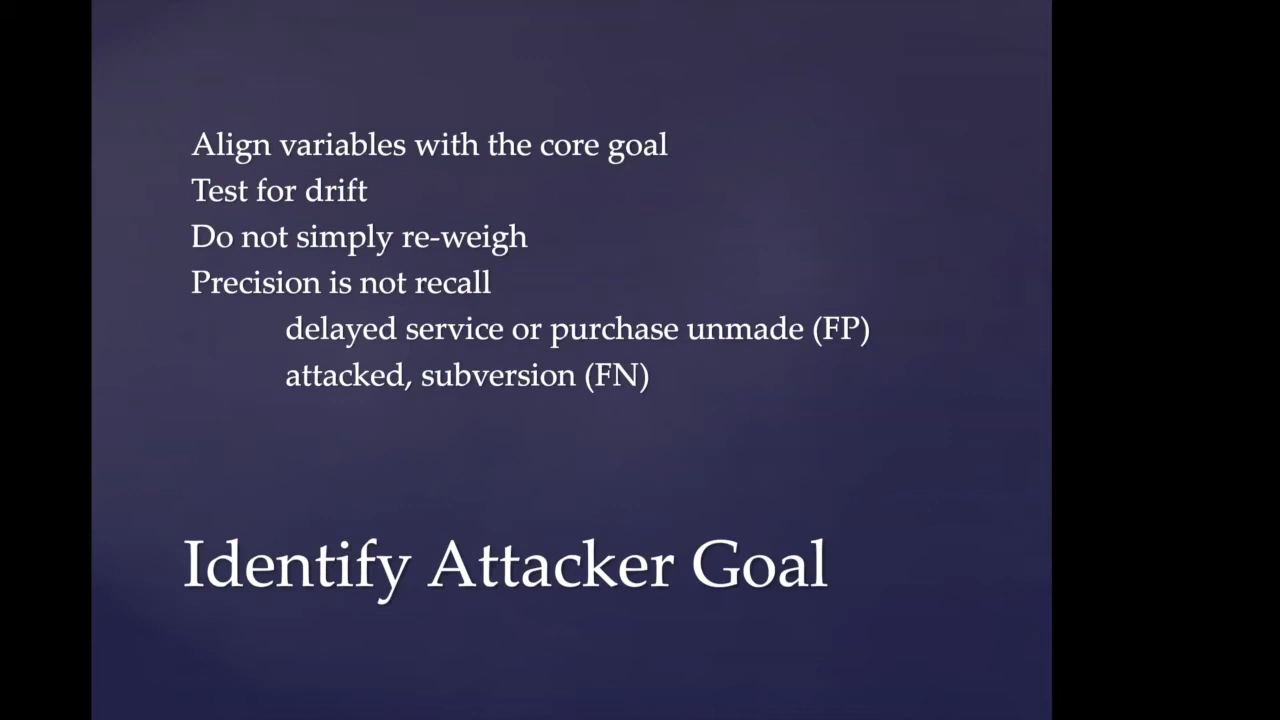 Align variables with the core goal
Test for drift
Do not simply re-weigh
Precision is not recall
delayed service or purchase unmade (FP)
attacked, subversion (FN)
Identify Attacker Goal